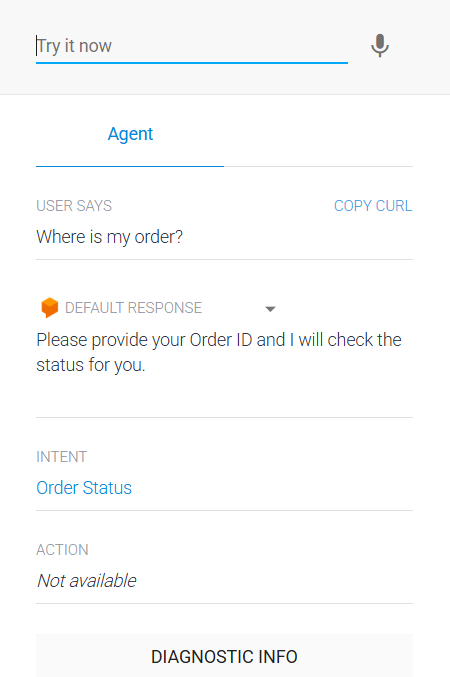 Try it now
Agent
USER SAYS COPY CURL
Where is my order?
DEFAULT RESPONSE
Please provide your Order ID and I will check the
status for you.
INTENT
Order Status
ACTION
Not available
DIAGNOSTIC INFO